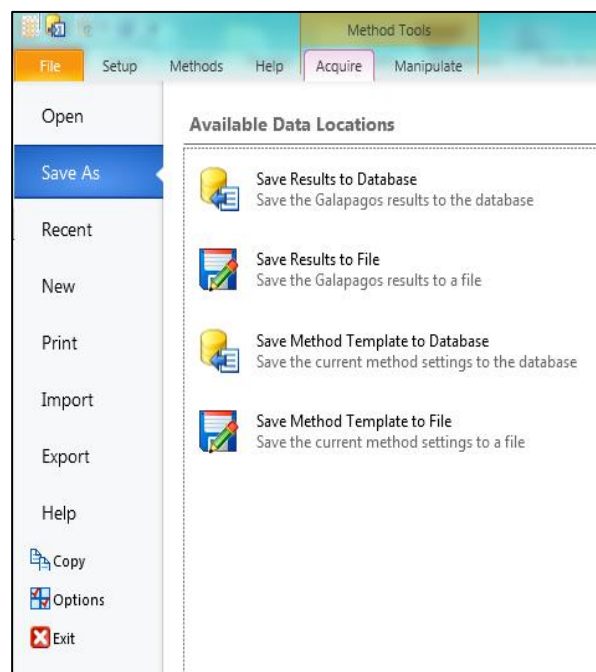 Method Tools
File Setup Methods Help Acquire Manipulate
Open
Save As
Recent
New
Print
Import
Export
Help
Copy
Options
Exit
Available Data Locations
Save Results to Database
Save the Galapagos results to the database
Save Results to File
Save the Galapagos results to a file
Save Method Template to Database
Save the current method settings to the database
Save Method Template to File
Save the current method settings to a file